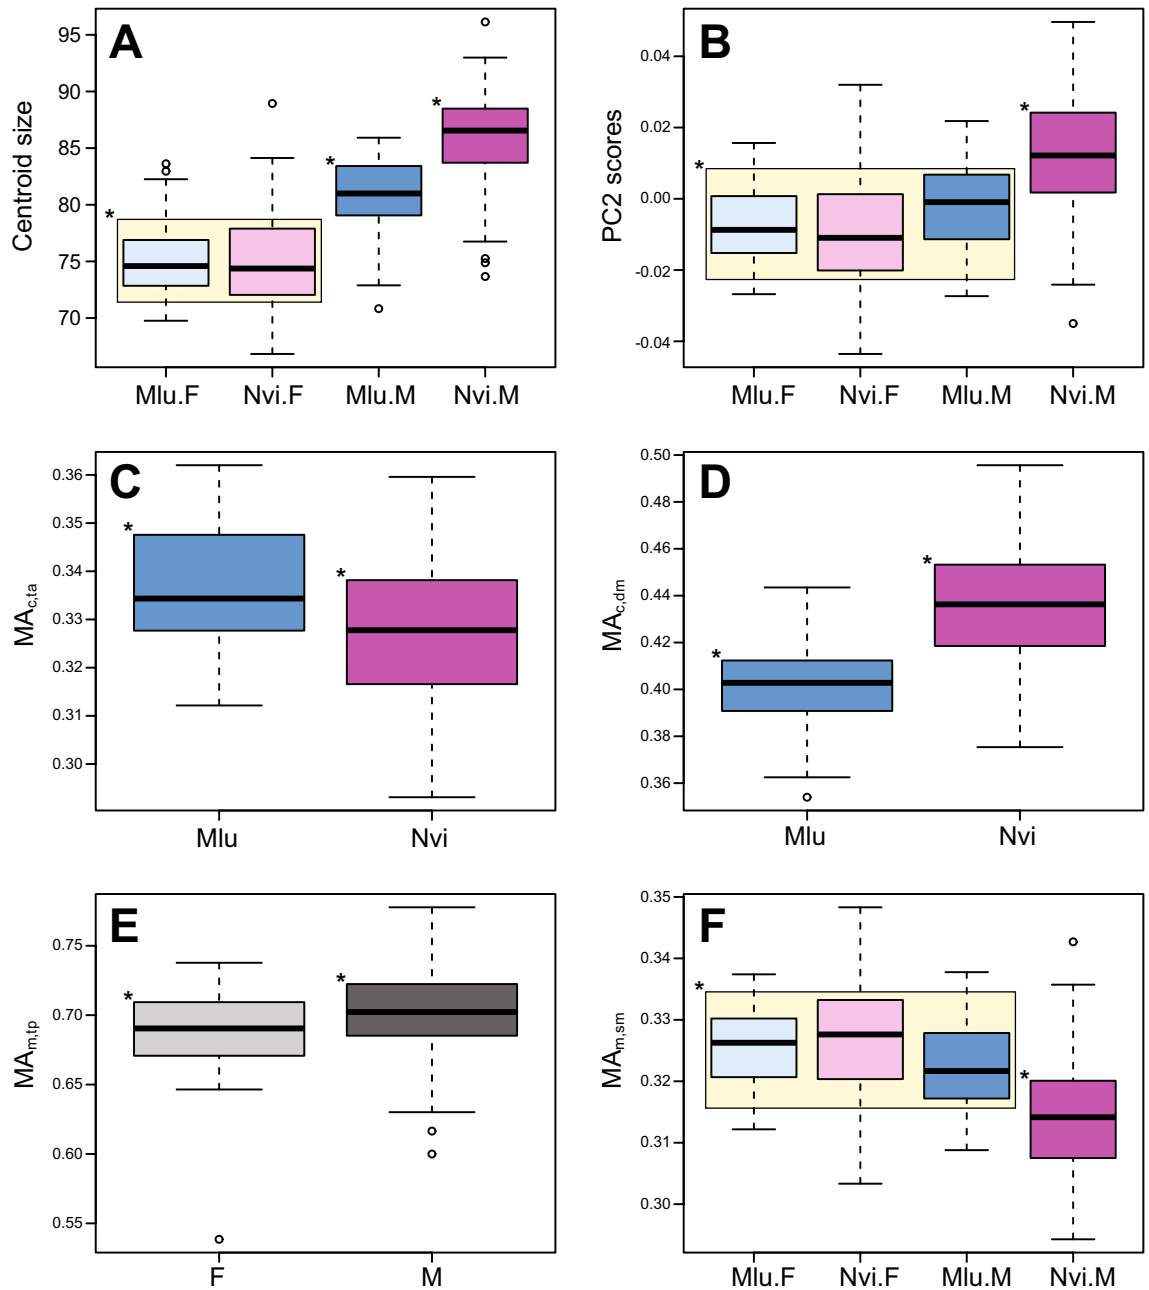 A
Centroid size
95
90
85
80
75
70
*
*
*
Mlu.F Nvi.F Mlu.M Nvi.M
B
PC2 scores
0.04
0.02
0.00
-0.02
-0.04
*
*
Mlu.F Nvi.F Mlu.M Nvi.M
C
MAc,ta
0.36
0.35
0.34
0.33
0.32
0.31
0.30
*
*
Mlu Nvi
D
MAc,dm
0.50
0.48
0.46
0.44
0.42
0.40
0.38
0.36
*
*
Mlu Nvi
E
MAm,tp
0.75
0.70
0.65
0.60
0.55
*
*
F M
F
MAm,sm
0.35
0.34
0.33
0.32
0.31
0.30
*
*
Mlu.F Nvi.F Mlu.M Nvi.M